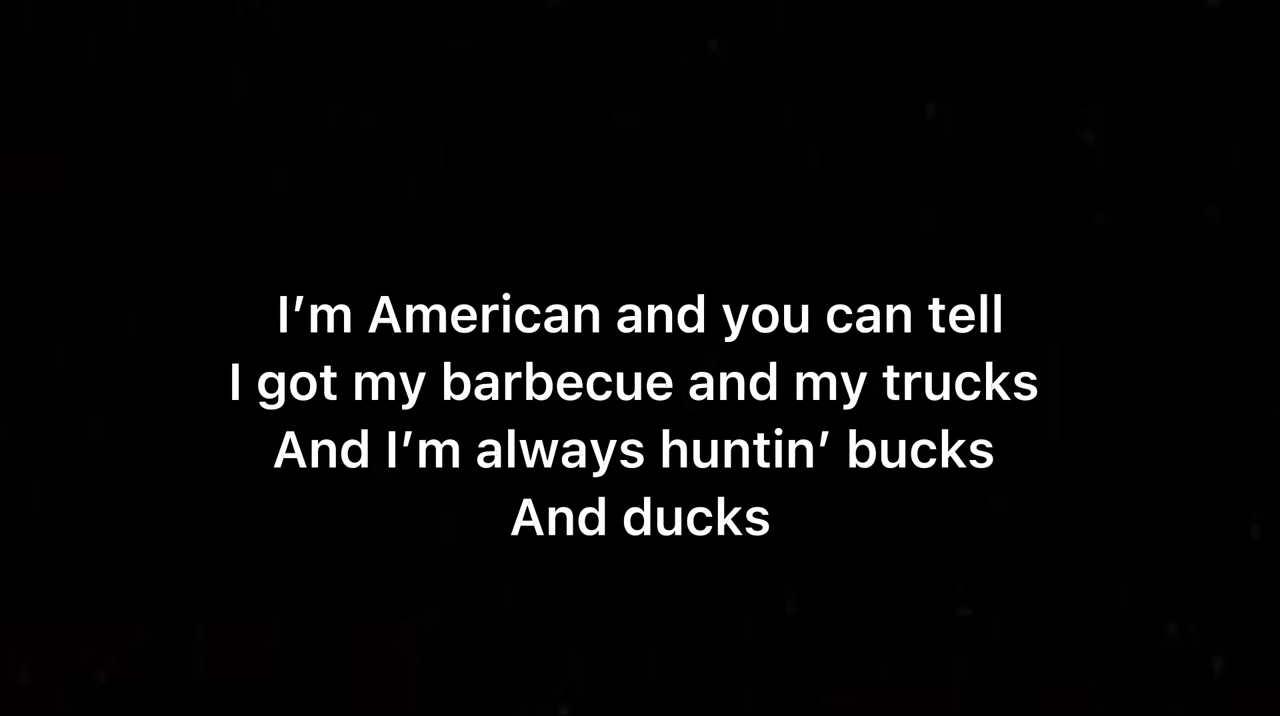 I’m American and you can tell
I got my barbecue and my trucks
And I’m always huntin’ bucks
And ducks